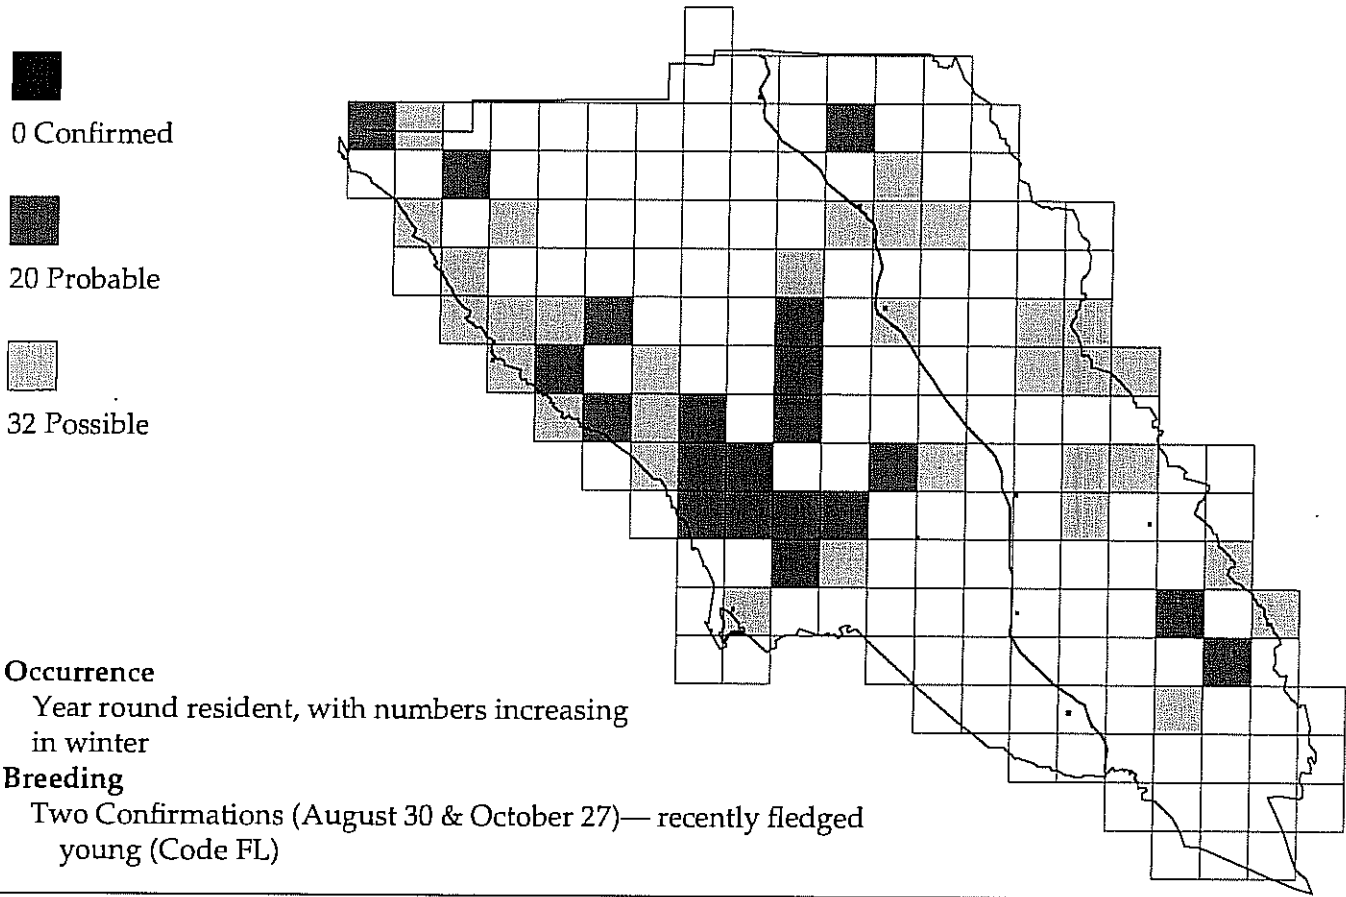 0 Confirmed
20 Probable
32 Possible
Occurrence
Year round resident, with numbers increasing
in winter
Breeding
Two Confirmations (August 30 & October 27)— recently fledged
young (Code FL)